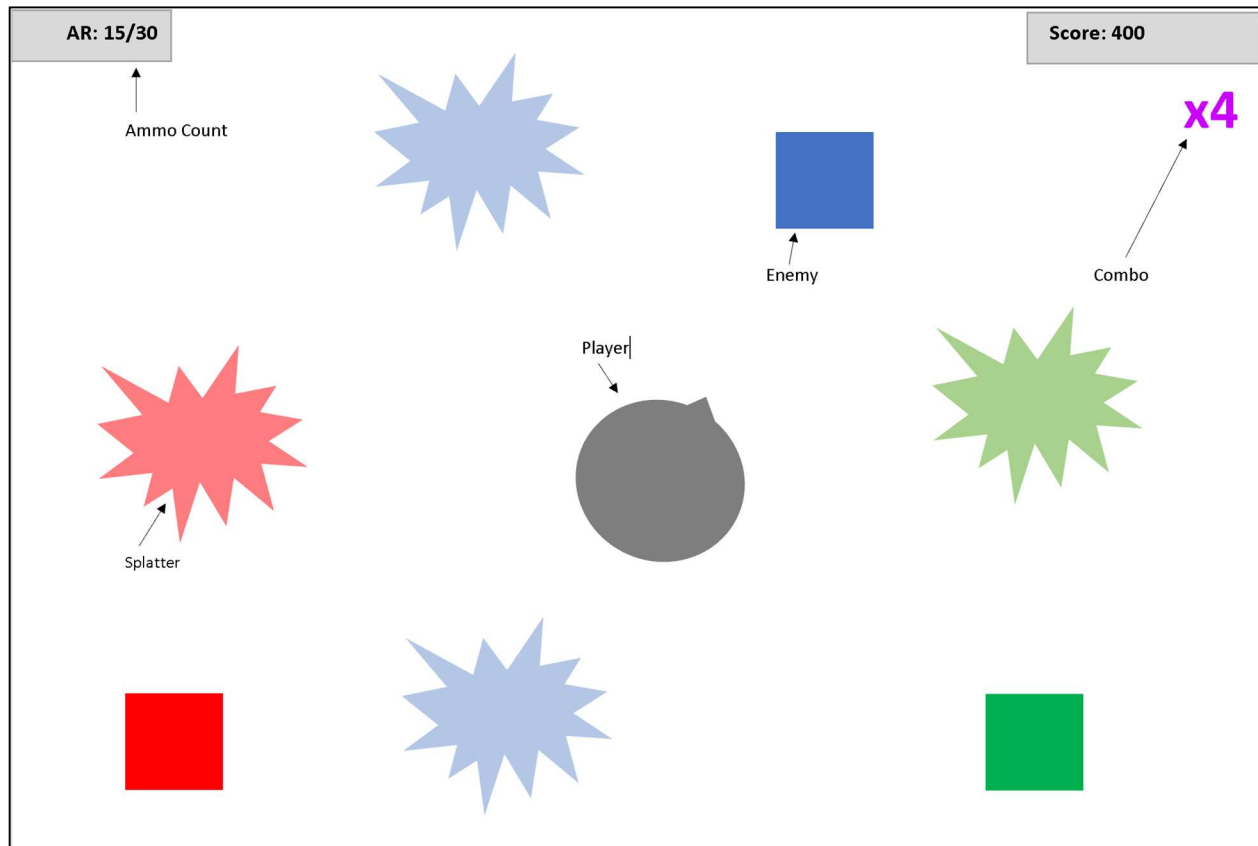 AR: 15/30
Score: 400
x4
Ammo Count
Enemy
Combo
Player
Splatter